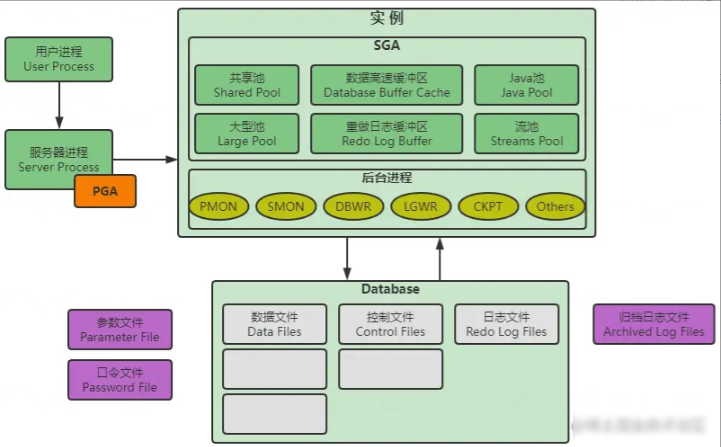 实 例
用户进程
User Process
SGA
共享池
Shared Pool
数据高速缓冲区
Database Buffer Cache
Java池
Java Pool
大型池
Large Pool
重做日志缓冲区
Redo Log Buffer
流池
Streams Pool
服务器进程
Server Process
PGA
后台进程
PMON
SMON
DBWR
LGWR
CKPT
Others
Database
数据文件
Data Files
控制文件
Control Files
日志文件
Redo Log Files
参数文件
Parameter File
归档日志文件
Archived Log Files
口令文件
Password File